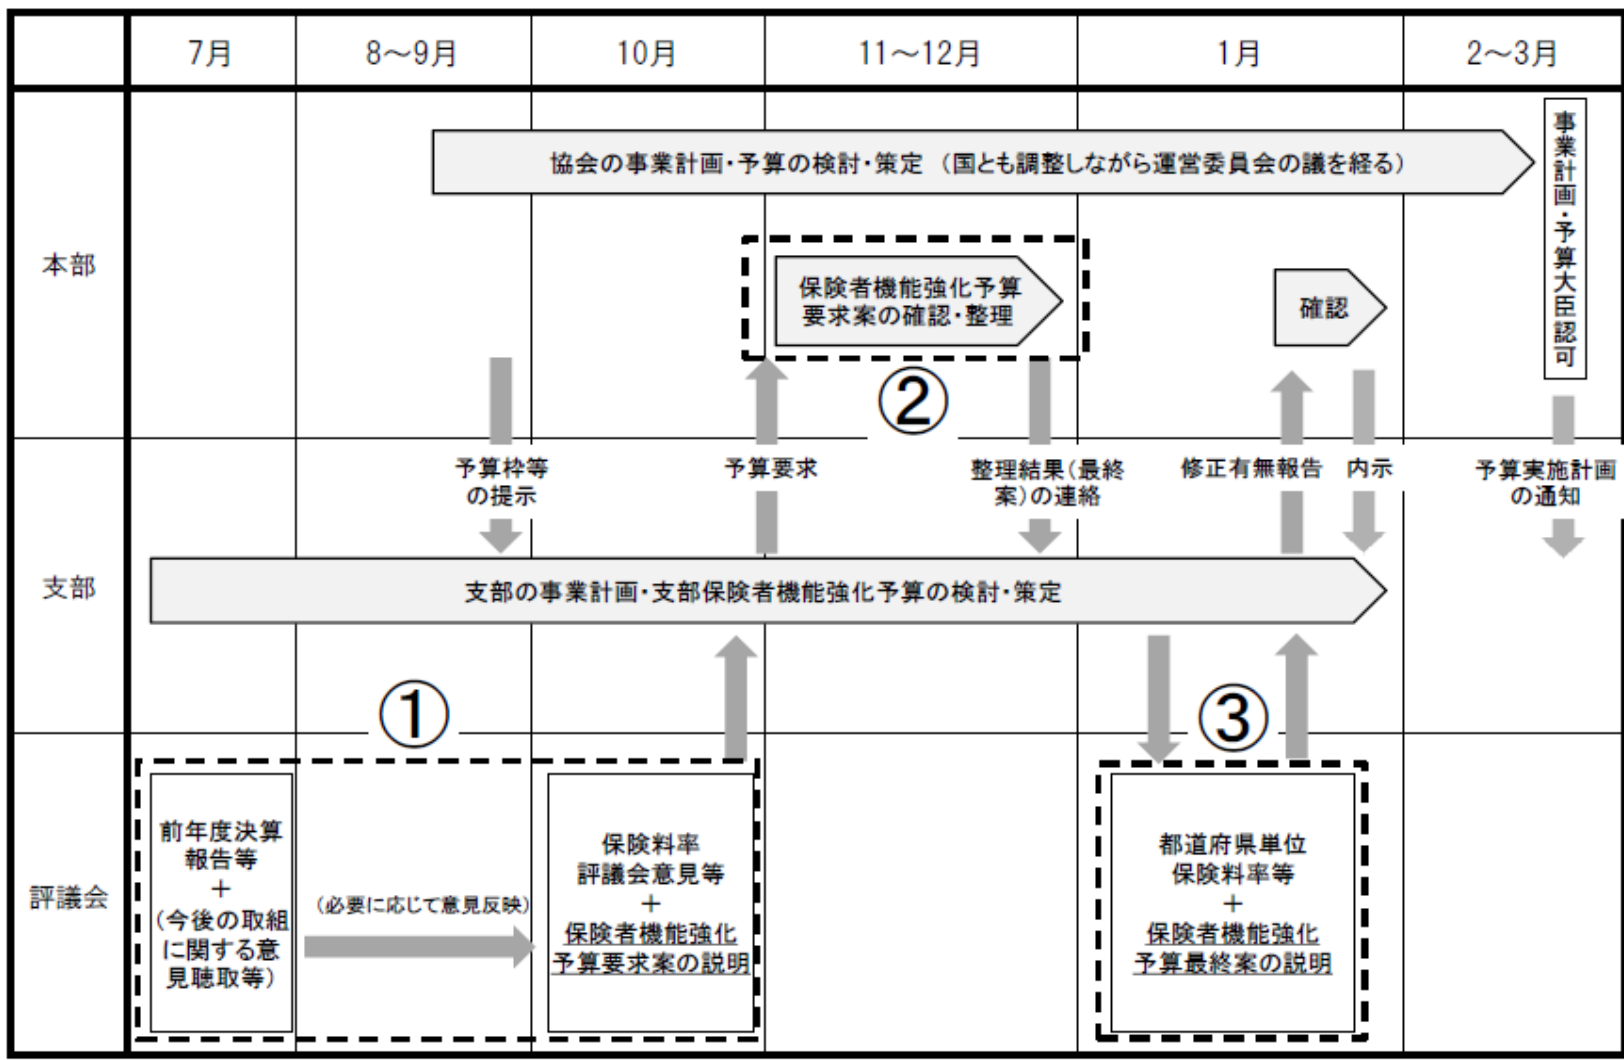 7月
8～9月
10月
11～12月
1月
2～3月
本部
協会の事業計画・予算の検討・策定 （国とも調整しながら運営委員会の議を経る）
事業計画・予算大臣認可
保険者機能強化予算
要求案の確認・整理
確認
②
予算枠等
の提示
予算要求
整理結果（最終
案）の連絡
修正有無報告
内示
予算実施計画
の通知
支部
支部の事業計画・支部保険者機能強化予算の検討・策定
①
③
評議会
前年度決算
報告等
＋
（今後の取組
に関する意
見聴取等）
（必要に応じて意見反映）
保険料率
評議会意見等
＋
保険者機能強化
予算要求案の説明
都道府県単位
保険料率等
＋
保険者機能強化
予算最終案の説明